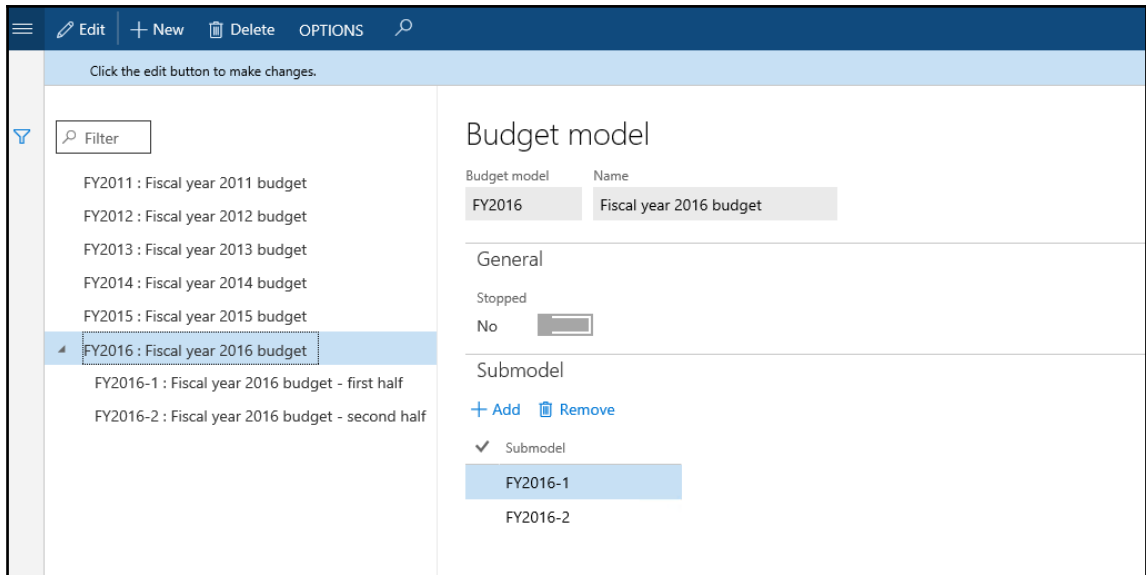 Edit New Delete OPTIONS
Click the edit button to make changes.
Filter
FY2011 : Fiscal year 2011 budget
FY2012 : Fiscal year 2012 budget
FY2013 : Fiscal year 2013 budget
FY2014 : Fiscal year 2014 budget
FY2015 : Fiscal year 2015 budget
FY2016 : Fiscal year 2016 budget
FY2016-1 : Fiscal year 2016 budget - first half
FY2016-2 : Fiscal year 2016 budget - second half
Budget model
Budget model Name
FY2016 Fiscal year 2016 budget
General
Stopped
No
Submodel
Add Remove
Submodel
FY2016-1
FY2016-2